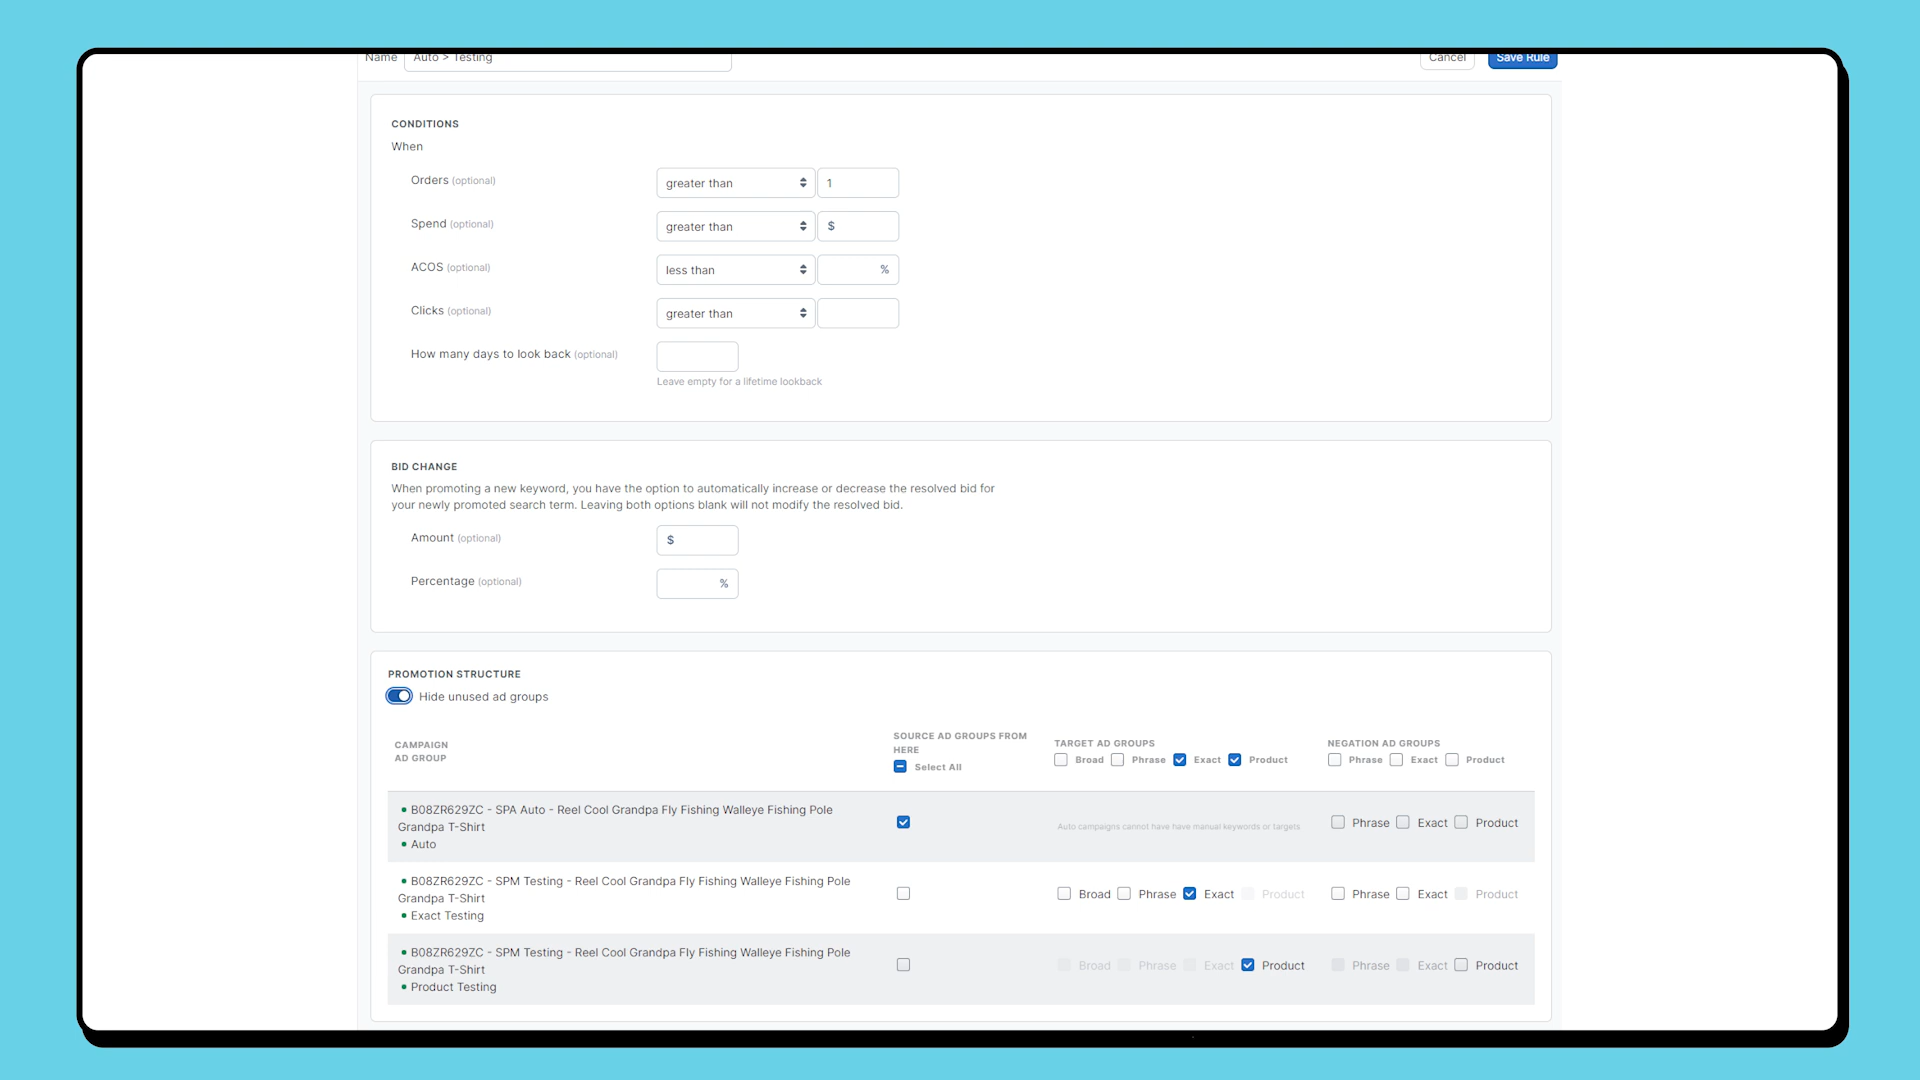 Name Auto > Testing Cancel Save Rule
CONDITIONS
When
Orders (optional) greater than 1
Spend (optional) greater than $
ACOS (optional) less than %
Clicks (optional) greater than
How many days to look back (optional)
Leave empty for a lifetime lookback
BID CHANGE
When promoting a new keyword, you have the option to automatically increase or decrease the resolved bid for
your newly promoted search term. Leaving both options blank will not modify the resolved bid.
Amount (optional) $
Percentage (optional) %
PROMOTION STRUCTURE
Hide unused ad groups
CAMPAIGN
AD GROUP
SOURCE AD GROUPS FROM
HERE
Select All
TARGET AD GROUPS
Broad Phrase Exact Product
NEGATION AD GROUPS
Phrase Exact Product
• B08ZR629ZC - SPA Auto - Reel Cool Grandpa Fly Fishing Walleye Fishing Pole
Grandpa T-Shirt
• Auto
Auto campaigns cannot have have manual keywords or targets
Phrase Exact Product
• B08ZR629ZC - SPM Testing - Reel Cool Grandpa Fly Fishing Walleye Fishing Pole
Grandpa T-Shirt
• Exact Testing
Broad Phrase Exact Product
Phrase Exact Product
• B08ZR629ZC - SPM Testing - Reel Cool Grandpa Fly Fishing Walleye Fishing Pole
Grandpa T-Shirt
• Product Testing
Broad Phrase Exact Product
Phrase Exact Product